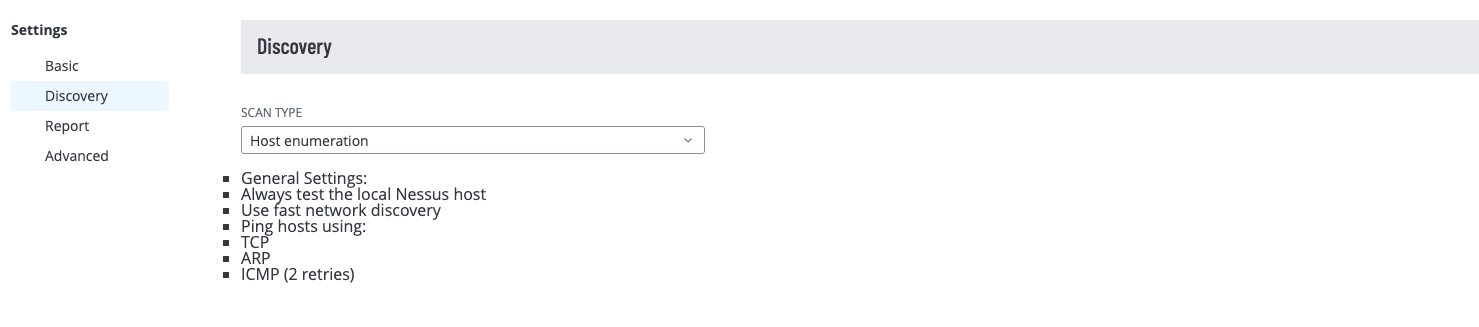 Settings
Basic
Discovery
Report
Advanced
Discovery
SCAN TYPE
Host enumeration
General Settings:
Always test the local Nessus host
Use fast network discovery
Ping hosts using:
TCP
ARP
ICMP (2 retries)